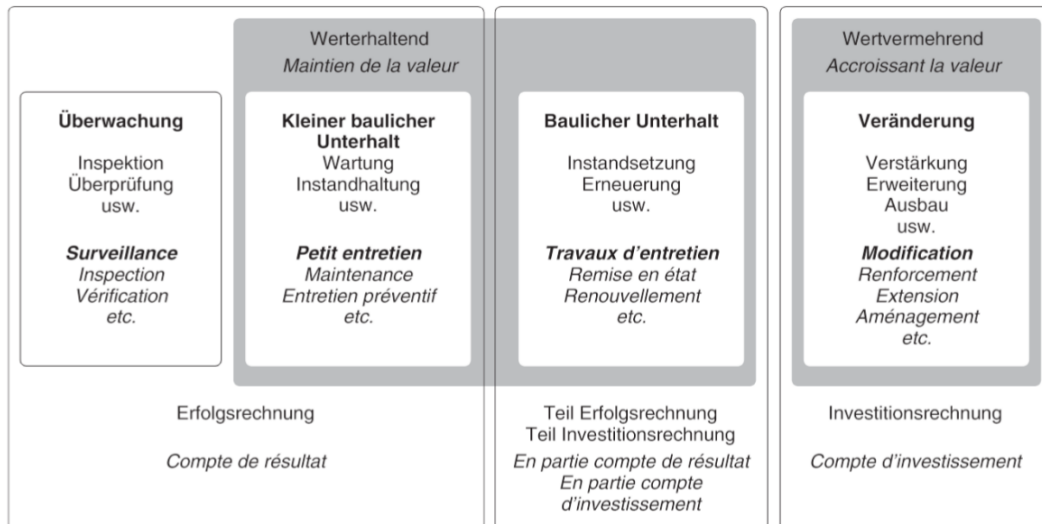 Werterhaltend
Maintien de la valeur
Wertvermehrend
Accroissant la valeur
Überwachung
Inspektion
Überprüfung
usw.
Surveillance
Inspection
Vérification
etc.
Kleiner baulicher
Unterhalt
Wartung
Instandhaltung
usw.
Petit entretien
Maintenance
Entretien préventif
etc.
Baulicher Unterhalt
Instandsetzung
Erneuerung
usw.
Travaux d'entretien
Remise en état
Renouvellement
etc.
Veränderung
Verstärkung
Erweiterung
Ausbau
usw.
Modification
Renforcement
Extension
Aménagement
etc.
Erfolgsrechnung
Compte de résultat
Teil Erfolgsrechnung
Teil Investitionsrechnung
En partie compte de résultat
En partie compte
d'investissement
Investitionsrechnung
Compte d'investissement